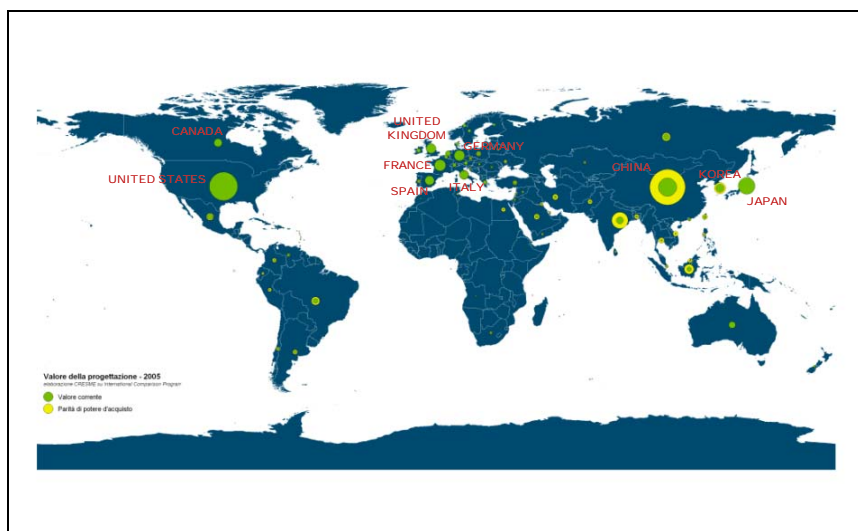 UNITED
KINGDOM
CANADA
GERMANY
FRANCE
CHINA
KOREA
UNITED STATES
SPAIN
ITALY
JAPAN
Valore della progettazione - 2005
elaborazione CRESME su International Comparison Program
Valore corrente
Parità di potere d'acquisto